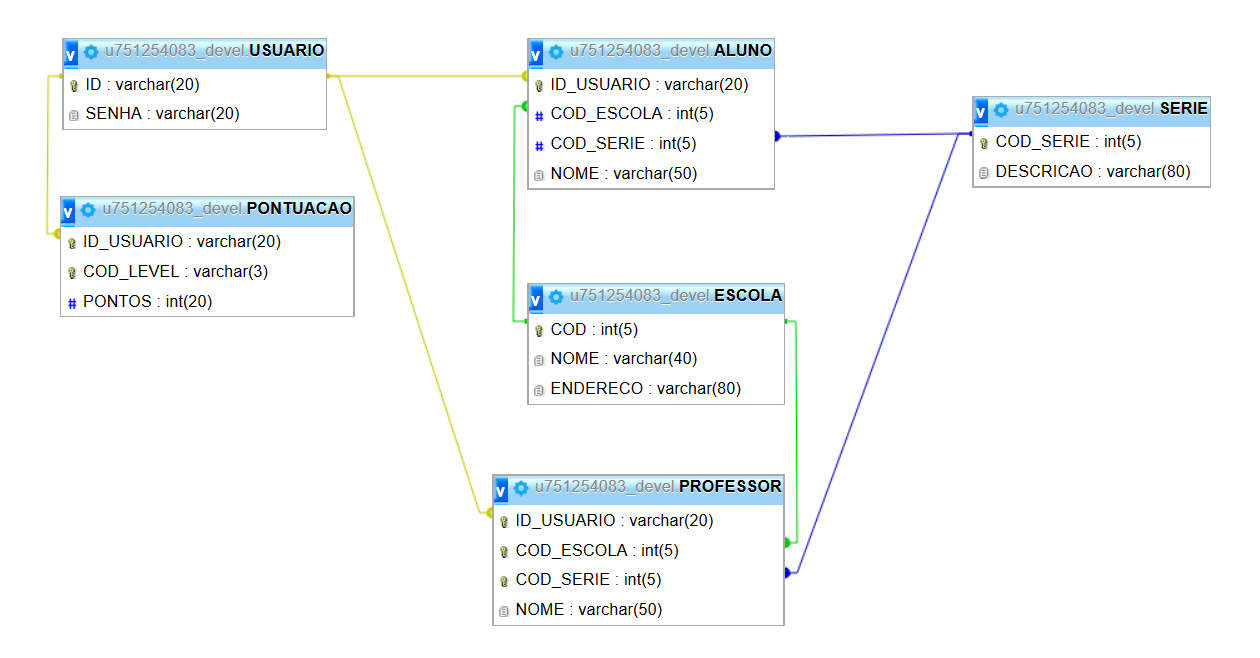 v u751254083_devel.USUARIO
ID : varchar(20)
SENHA : varchar(20)
v u751254083_devel.PONTUACAO
ID_USUARIO : varchar(20)
COD_LEVEL : varchar(3)
# PONTOS : int(20)
v u751254083_devel.ALUNO
ID_USUARIO : varchar(20)
# COD_ESCOLA : int(5)
# COD_SERIE : int(5)
NOME : varchar(50)
v u751254083_devel.SERIE
COD_SERIE : int(5)
DESCRICAO : varchar(80)
v u751254083_devel.ESCOLA
COD : int(5)
NOME : varchar(40)
ENDERECO : varchar(80)
v u751254083_devel.PROFESSOR
ID_USUARIO : varchar(20)
COD_ESCOLA : int(5)
COD_SERIE : int(5)
NOME : varchar(50)